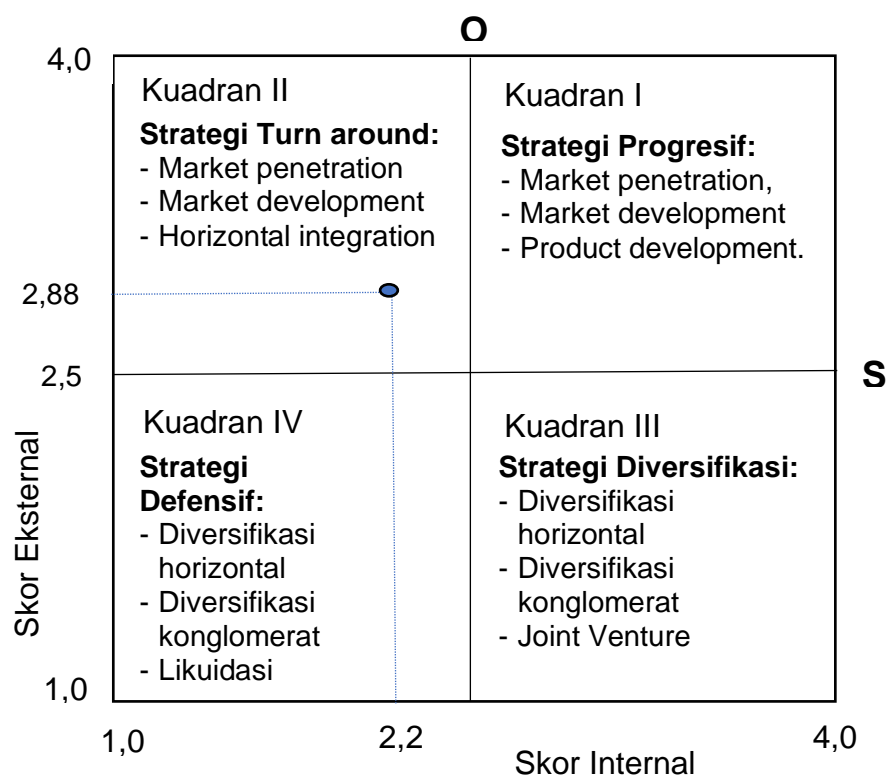 O
4,0
Kuadran II
Strategi Turn around:
- Market penetration
- Market development
- Horizontal integration
Kuadran I
Strategi Progresif:
- Market penetration,
- Market development
- Product development.
2,88
2,5
S
Kuadran IV
Strategi
Defensif:
- Diversifikasi
horizontal
- Diversifikasi
konglomerat
- Likuidasi
Kuadran III
Strategi Diversifikasi:
- Diversifikasi
horizontal
- Diversifikasi
konglomerat
- Joint Venture
Skor Eksternal
1,0
1,0
2,2
4,0
Skor Internal